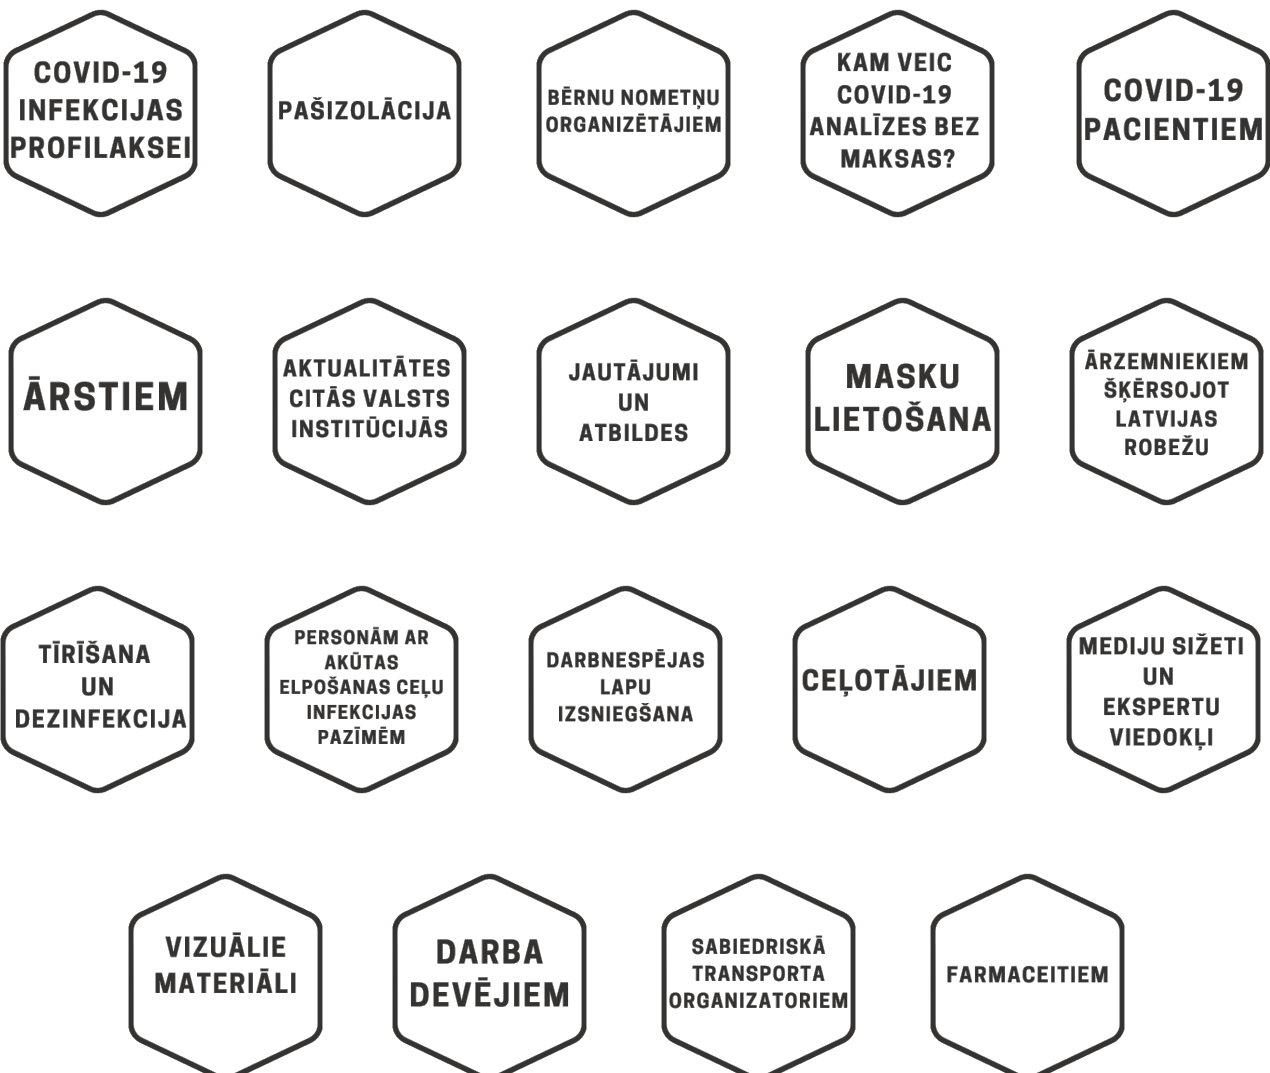 COVID-19
INFEKCIJAS
PROFILAKSEI
PAŠIZOLĀCIJA
BĒRNU NOMETŅU
ORGANIZĒTĀJIEM
KAM VEIC
COVID-19
ANALĪZES BEZ
MAKSAS?
COVID-19
PACIENTIEM
ĀRSTIEM
AKTUALITĀTES
CITĀS VALSTS
INSTITŪCIJĀS
JAUTĀJUMI
UN
ATBILDES
MASKU
LIETOŠANA
ĀRZEMNIEKIEM
ŠĶĒRSOJOT
LATVIJAS
ROBEŽU
TĪRĪŠANA
UN
DEZINFEKCIJA
PERSONĀM AR
AKŪTAS
ELPOŠANAS CEĻU
INFEKCIJAS
PAZĪMĒM
DARBNESPĒJAS
LAPU
IZSNIEGŠANA
CEĻOTĀJIEM
MEDIJU SIŽETI
UN
EKSPERTU
VIEDOKĻI
VIZUĀLIE
MATERIĀLI
DARBA
DEVĒJIEM
SABIEDRISKĀ
TRANSPORTA
ORGANIZATORIEM
FARMACEITIEM